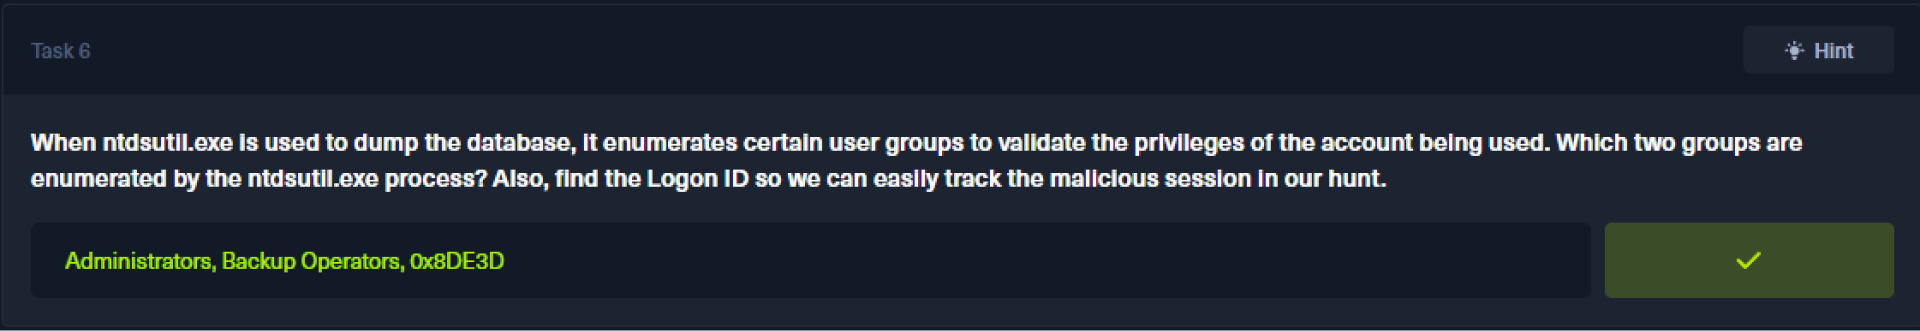 Task 6
Hint
When ntdsutil.exe is used to dump the database, it enumerates certain user groups to validate the privileges of the account being used. Which two groups are
enumerated by the ntdsutil.exe process? Also, find the Logon ID so we can easily track the malicious session in our hunt.
Administrators, Backup Operators, 0x8DE3D